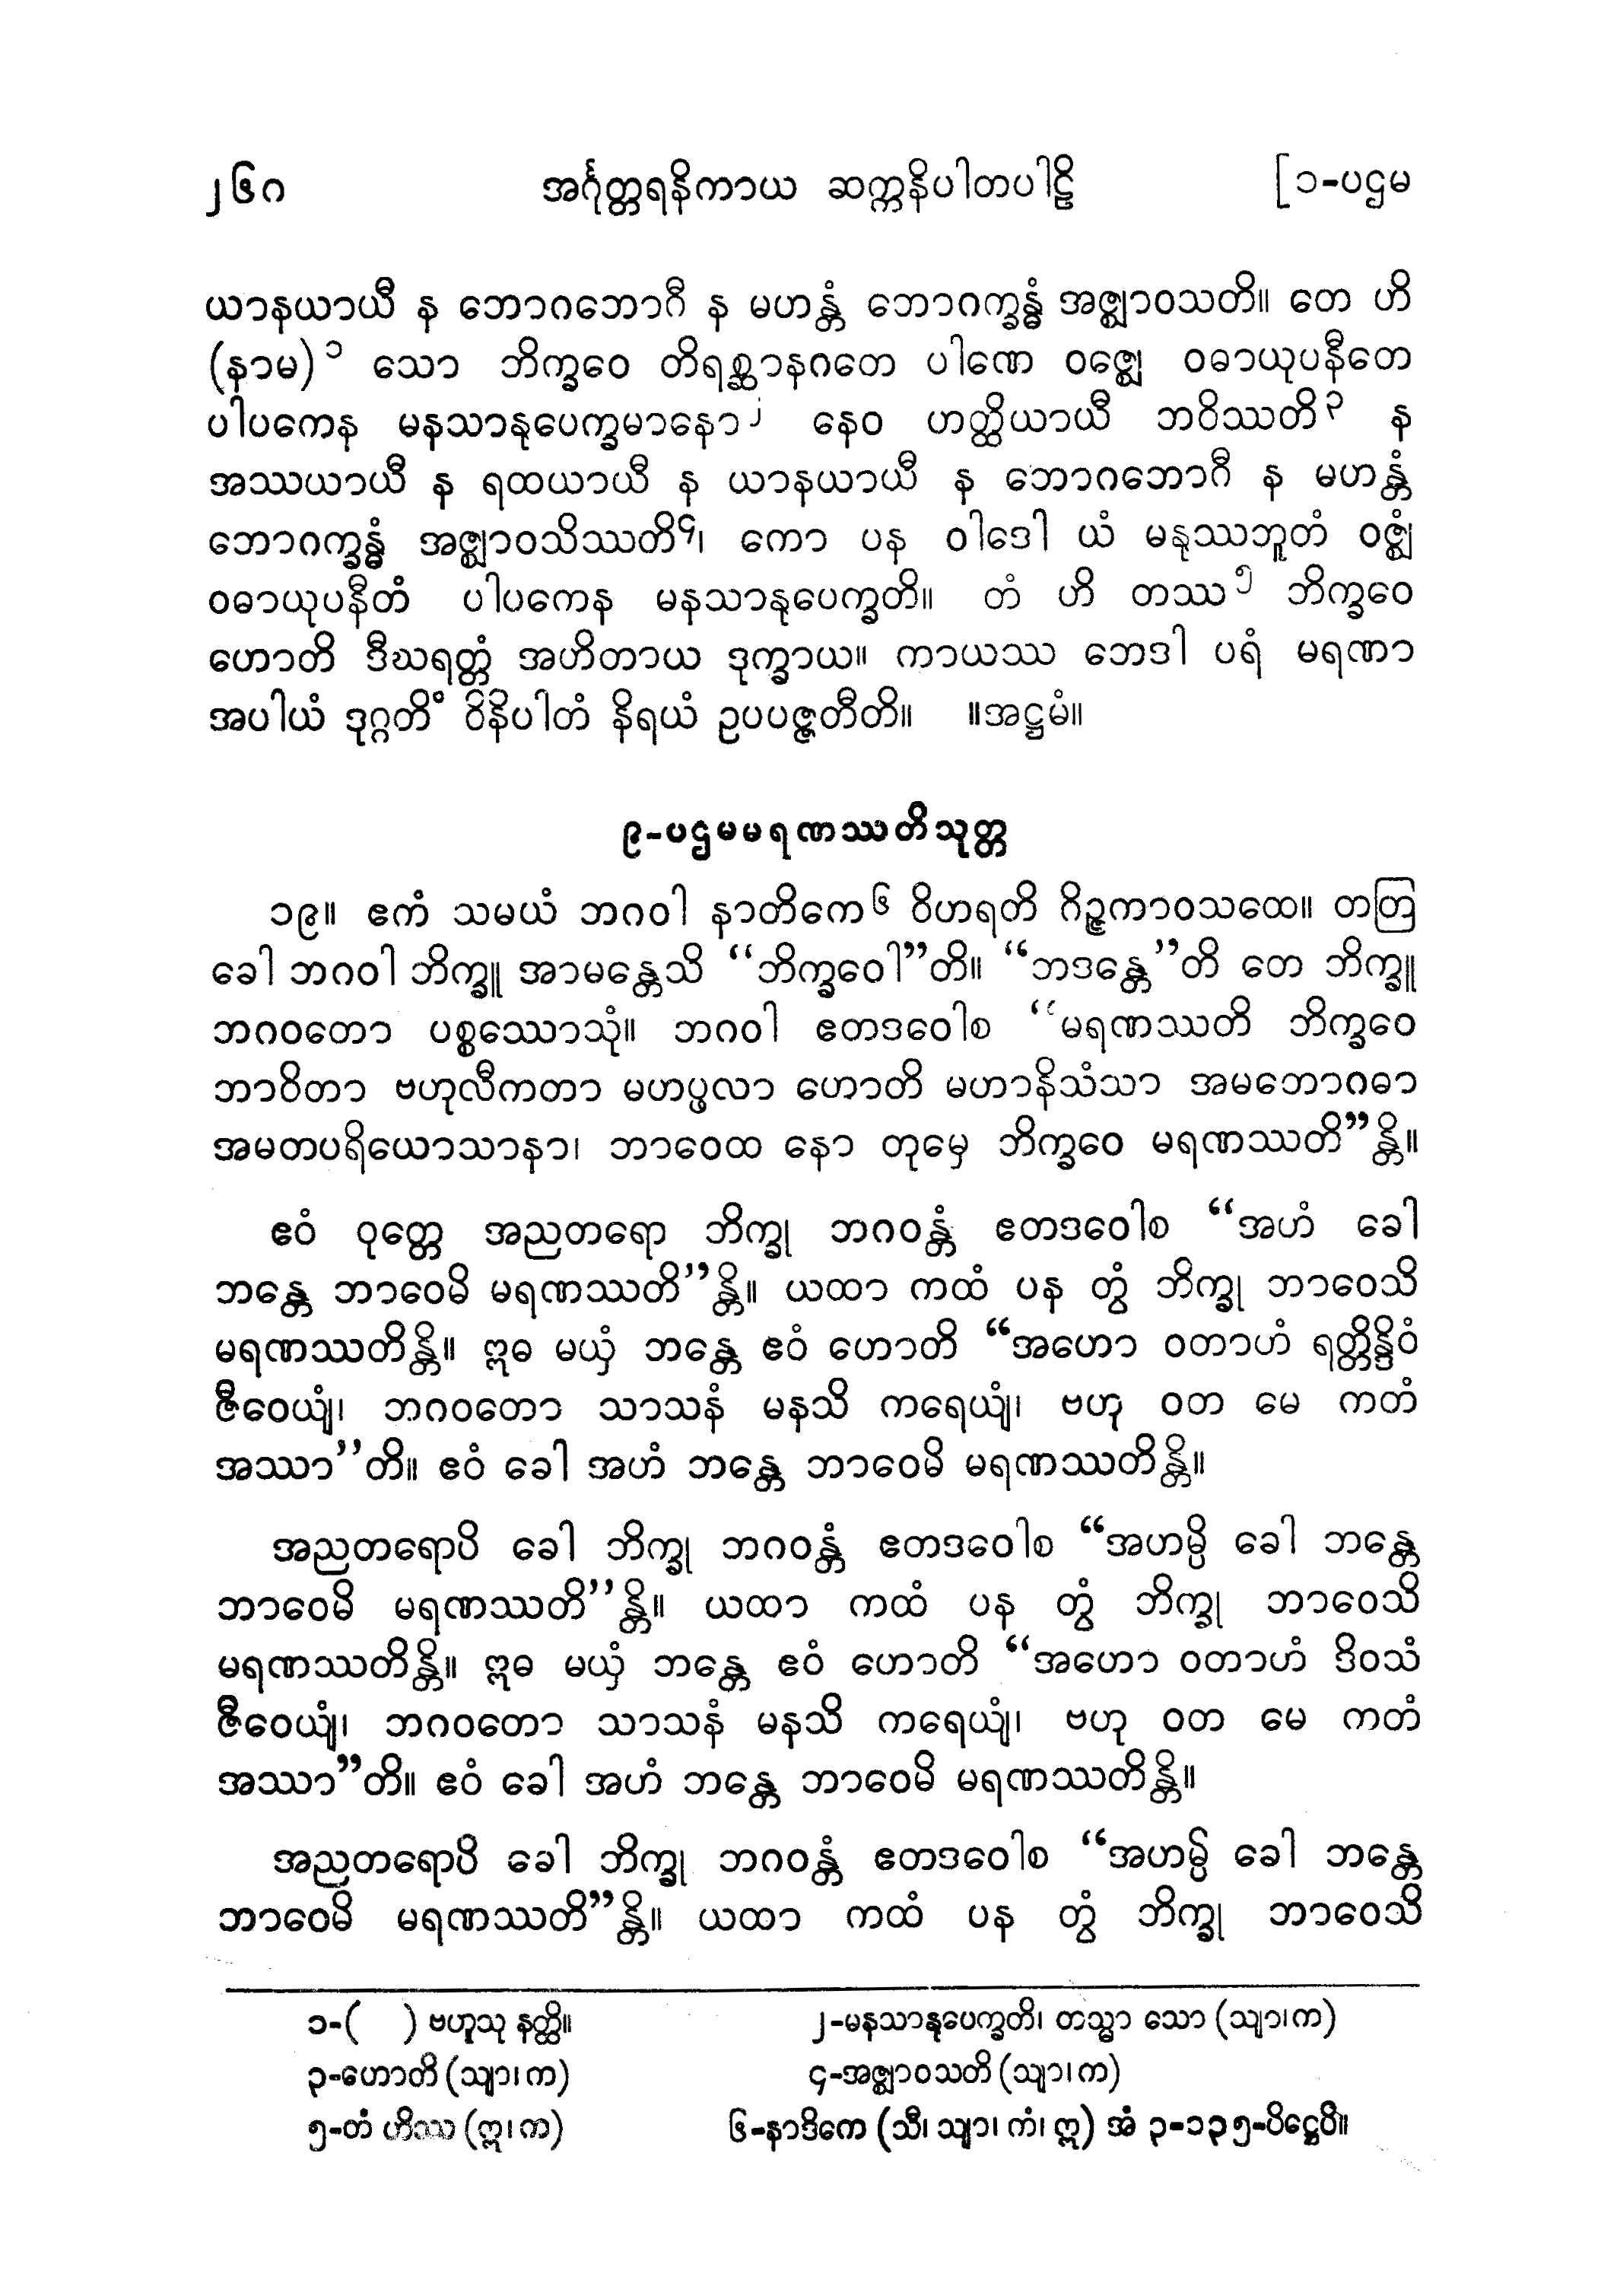 ၂၆ဂ အင်္ဂုတ္တရနိကာယ ဆက္ကနိပါတပါဠိ [၁-ပဌမ
ယာနယာယီ န ဘောဂဘောဂီ န မဟန္တံ ဘောဂက္ခန္ဓံ အဇ္ဈာဝသတိ။ တေ ဟိ
(နာမ)၁ သော ဘိက္ခဝေ တိရစ္ဆာနဂတေ ပါဏေ ဝဇ္ဈေ ဝဓာယုပနီတေ
ပါပကေန မနသာနုပေက္ခမာနော၂ နေဝ ဟတ္ထိယာယီ ဘဝိဿတိ၃ န
အဿယာယီ န ရထယာယီ န ယာနယာယီ န ဘောဂဘောဂီ န မဟန္တံ
ဘောဂက္ခန္ဓံ အဇ္ဈာဝသိဿတိ၄၊ ကော ပန ဝါဒေါ ယံ မနုဿဘူတံ ဝဇ္ဈံ
ဝဓာယုပနီတံ ပါပကေန မနသာနုပေက္ခတိ။ တံ ဟိ တဿ၅ ဘိက္ခဝေ
ဟောတိ ဒီဃရတ္တံ အဟိတာယ ဒုက္ခာယ။ ကာယဿ ဘေဒါ ပရံ မရဏာ
အပါယံ ဒုဂ္ဂတိံ ဝိနိပါတံ နိရယံ ဥပပဇ္ဇတီတိ။ ။အဋ္ဌမံ။
၉-ပဌမမရဏဿတိသုတ္တ
၁၉။ ဧကံ သမယံ ဘဂဝါ နာတိကေ၆ ဝိဟရတိ ဂိဉ္ဇကာဝသထေ။ တတြ
ခေါ ဘဂဝါ ဘိက္ခူ အာမန္တေသိ “ဘိက္ခဝေါ”တိ။ “ဘဒန္တေ”တိ တေ ဘိက္ခူ
ဘဂဝတော ပစ္စဿောသုံ။ ဘဂဝါ ဧတဒဝေါစ “မရဏဿတိ ဘိက္ခဝေ
ဘာဝိတာ ဗဟုလီကတာ မဟပ္ဖလာ ဟောတိ မဟာနိသံသာ အမဘောဂဓာ
အမတပရိယောသာနာ၊ ဘာဝေထ နော တုမှေ ဘိက္ခဝေ မရဏဿတိ”န္တိ။
ဧဝံ ဝုတ္တေ အညတရော ဘိက္ခု ဘဂဝန္တံ ဧတဒဝေါစ “အဟံ ခေါ
ဘန္တေ ဘာဝေမိ မရဏဿတိ”န္တိ။ ယထာ ကထံ ပန တွံ ဘိက္ခု ဘာဝေသိ
မရဏဿတိန္တိ။ ဣဓ မယှံ ဘန္တေ ဧဝံ ဟောတိ “အဟော ဝတာဟံ ရတ္တိန္ဒိဝံ
ဇီဝေယျံ၊ ဘဂဝတော သာသနံ မနသိ ကရေယျံ၊ ဗဟု ဝတ မေ ကတံ
အဿာ”တိ။ ဧဝံ ခေါ အဟံ ဘန္တေ ဘာဝေမိ မရဏဿတိန္တိ။
အညတရောပိ ခေါ ဘိက္ခု ဘဂဝန္တံ ဧတဒဝေါစ “အဟမ္ပိ ခေါ ဘန္တေ
ဘာဝေမိ မရဏဿတိ”န္တိ။ ယထာ ကထံ ပန တွံ ဘိက္ခု ဘာဝေသိ
မရဏဿတိန္တိ။ ဣဓ မယှံ ဘန္တေ ဧဝံ ဟောတိ “အဟော ဝတာဟံ ဒိဝသံ
ဇီဝေယျံ၊ ဘဂဝတော သာသနံ မနသိ ကရေယျံ၊ ဗဟု ဝတ မေ ကတံ
အဿာ”တိ။ ဧဝံ ခေါ အဟံ ဘန္တေ ဘာဝေမိ မရဏဿတိန္တိ။
အညတရောပိ ခေါ ဘိက္ခု ဘဂဝန္တံ ဧတဒဝေါစ “အဟမ္ပိ ခေါ ဘန္တေ
ဘာဝေမိ မရဏဿတိ”န္တိ။ ယထာ ကထံ ပန တွံ ဘိက္ခု ဘာဝေသိ
၁-( ) ဗဟူသု နတ္ထိ။ ၂-မနသာနုပေက္ခတိ၊ တသ္မာ သော (သျာ၊က)
၃-ဟောတိ (သျာ၊က) ၄-အဇ္ဈာဝသတိ (သျာ၊က)
၅-တံ ဟိဿ (ဣ၊က) ၆-နာဒိကေ (သီ၊ သျာ၊ ကံ၊ ဣ) အံ ၃-၁၃၅-ပိဋ္ဌေပိ။